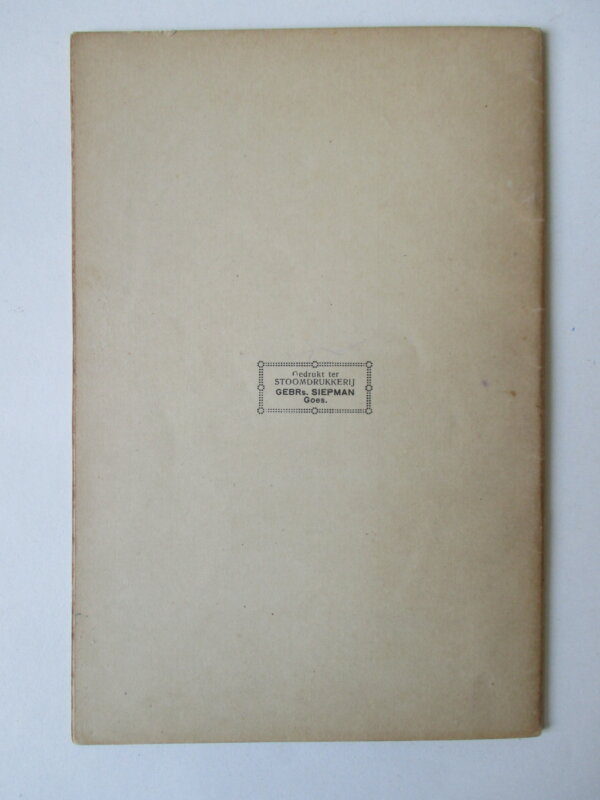 Gedrukt ter
STOOMDRUKKERIJ
GEBRs. SIEPMAN
Goes.